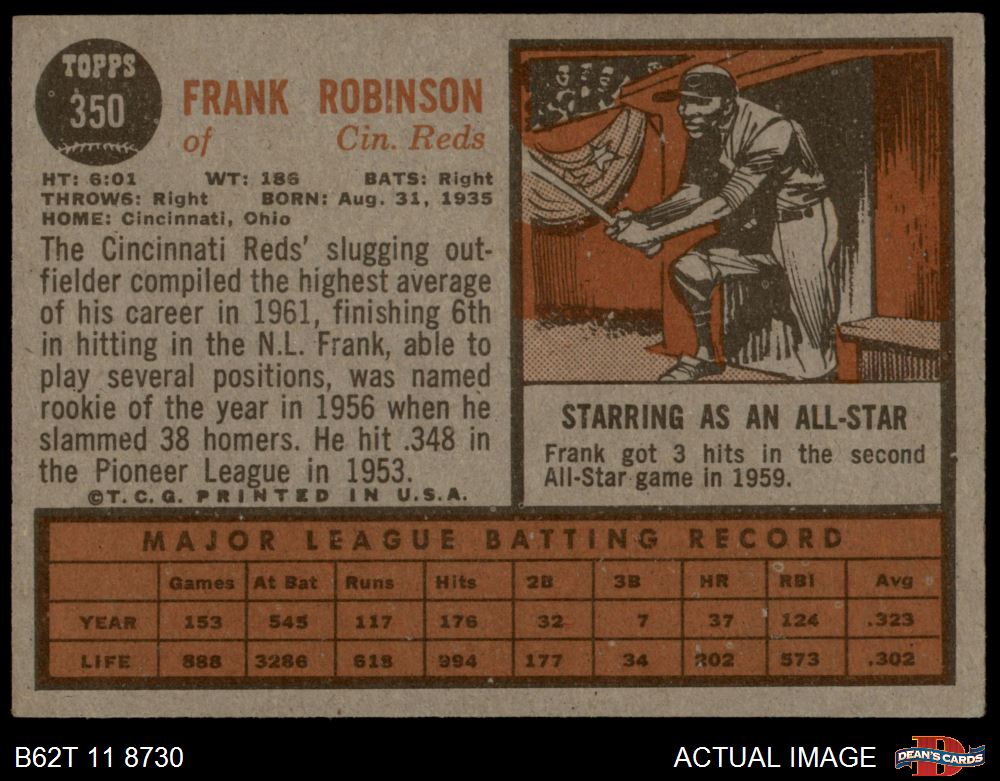 TOPPS
350
FRANK ROBINSON
of Cin. Reds
HT: 6:01 WT: 186 BATS: Right
THROWS: Right BORN: Aug. 31, 1935
HOME: Cincinnati, Ohio
The Cincinnati Reds' slugging out-
fielder compiled the highest average
of his career in 1961, finishing 6th
in hitting in the N.L. Frank, able to
play several positions, was named
rookie of the year in 1956 when he
slammed 38 homers. He hit .348 in
the Pioneer League in 1953.
©T.C.G. PRINTED IN U.S.A.
STARRING AS AN ALL-STAR
Frank got 3 hits in the second
All-Star game in 1959.
MAJOR LEAGUE BATTING RECORD
Games At Bat Runs Hits 2B 3B HR RBI Avg
YEAR 153 545 117 176 32 7 37 124 .323
LIFE 888 3286 618 994 177 34 202 573 .302
B62T 11 8730
ACTUAL IMAGE
D
DEAN'S CARDS